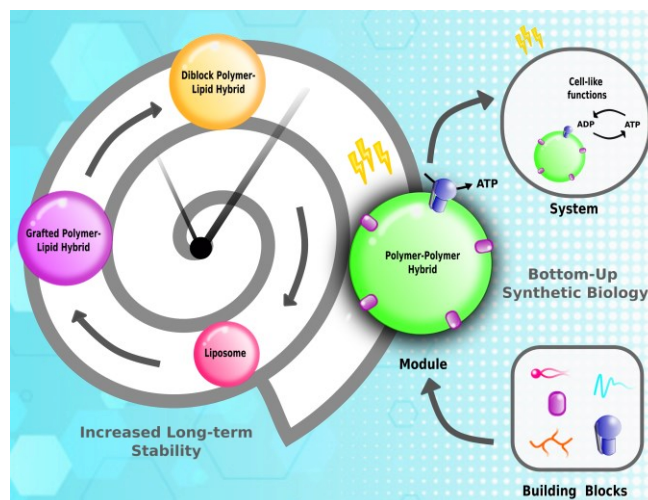 Diblock Polymer-
Lipid Hybrid
Grafted Polymer-
Lipid Hybrid
Liposome
Increased Long-term
Stability
ATP
Polymer-Polymer
Hybrid
Module
Cell-like
functions
ADP
ATP
System
Bottom-Up
Synthetic Biology
Building Blocks